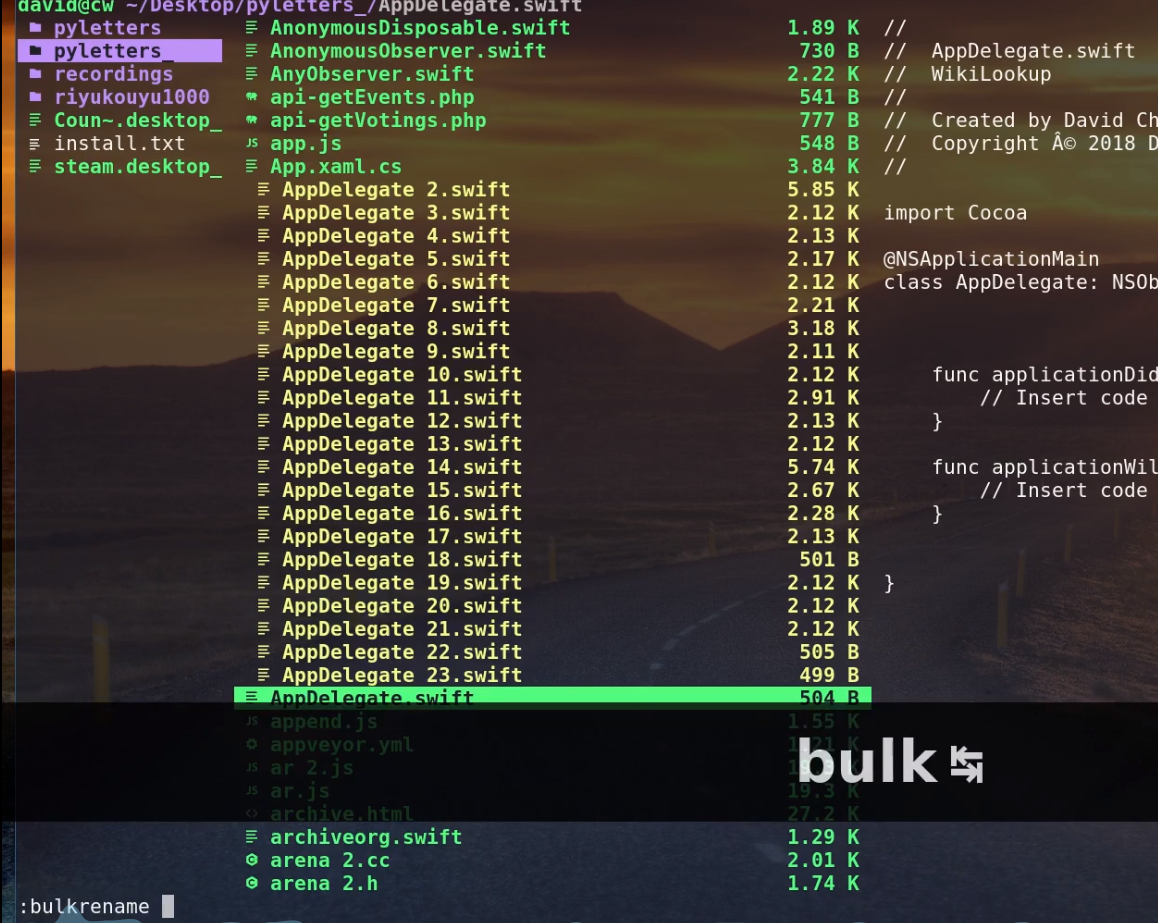 david@cw ~/Desktop/pyletters_/AppDelegate.swift
pyletters
pyletters_
recordings
riyukouyu1000
Coun~.desktop_
install.txt
steam.desktop_
AnonymousDisposable.swift 1.89 K
AnonymousObserver.swift 730 B
AnyObserver.swift 2.22 K
api-getEvents.php 541 B
api-getVotings.php 777 B
app.js 548 B
App.xaml.cs 3.84 K
AppDelegate 2.swift 5.85 K
AppDelegate 3.swift 2.12 K
AppDelegate 4.swift 2.13 K
AppDelegate 5.swift 2.17 K
AppDelegate 6.swift 2.12 K
AppDelegate 7.swift 2.21 K
AppDelegate 8.swift 3.18 K
AppDelegate 9.swift 2.11 K
AppDelegate 10.swift 2.12 K
AppDelegate 11.swift 2.91 K
AppDelegate 12.swift 2.13 K
AppDelegate 13.swift 2.12 K
AppDelegate 14.swift 5.74 K
AppDelegate 15.swift 2.67 K
AppDelegate 16.swift 2.28 K
AppDelegate 17.swift 2.13 K
AppDelegate 18.swift 501 B
AppDelegate 19.swift 2.12 K
AppDelegate 20.swift 2.12 K
AppDelegate 21.swift 2.12 K
AppDelegate 22.swift 505 B
AppDelegate 23.swift 499 B
AppDelegate.swift 504 B
append.js 1.55 K
appveyor.yml K
ar 2.js K
ar.js 19.3 K
archive.html 27.2 K
archiveorg.swift 1.29 K
arena 2.cc 2.01 K
arena 2.h 1.74 K
//
//  AppDelegate.swift
//  WikiLookup
//
//  Created by David Ch
//  Copyright Â© 2018 D
//
import Cocoa
@NSApplicationMain
class AppDelegate: NSOb
func applicationDid
// Insert code
}
func applicationWil
// Insert code
}
}
bulk ↹
:bulkrename